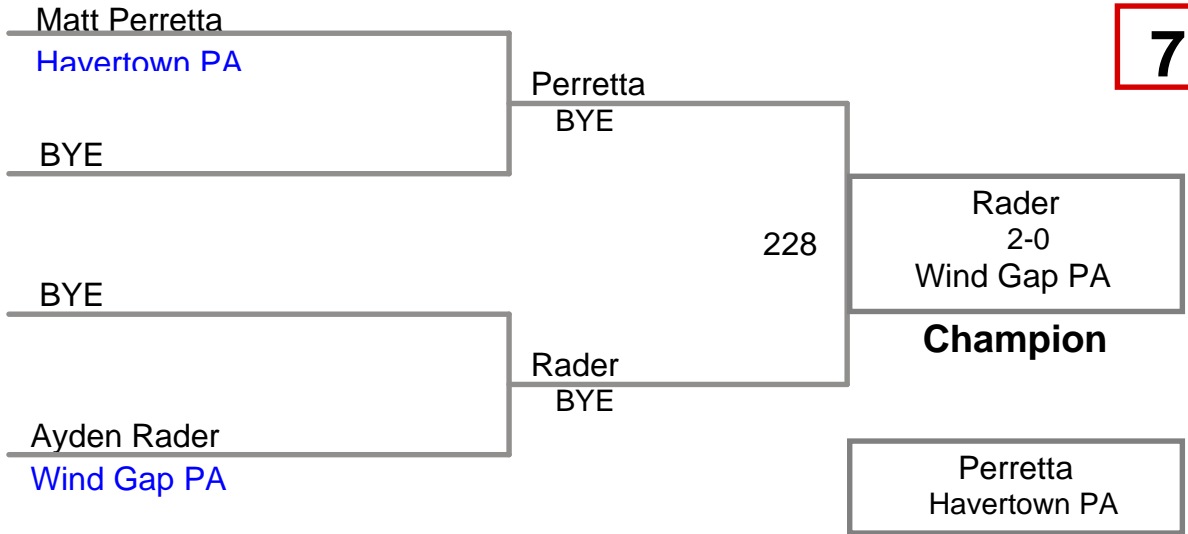 Matt Perretta
Havertown PA
7
Perretta
BYE
BYE
228
Rader
2-0
Wind Gap PA
BYE
Champion
Rader
BYE
Ayden Rader
Wind Gap PA
Perretta
Havertown PA